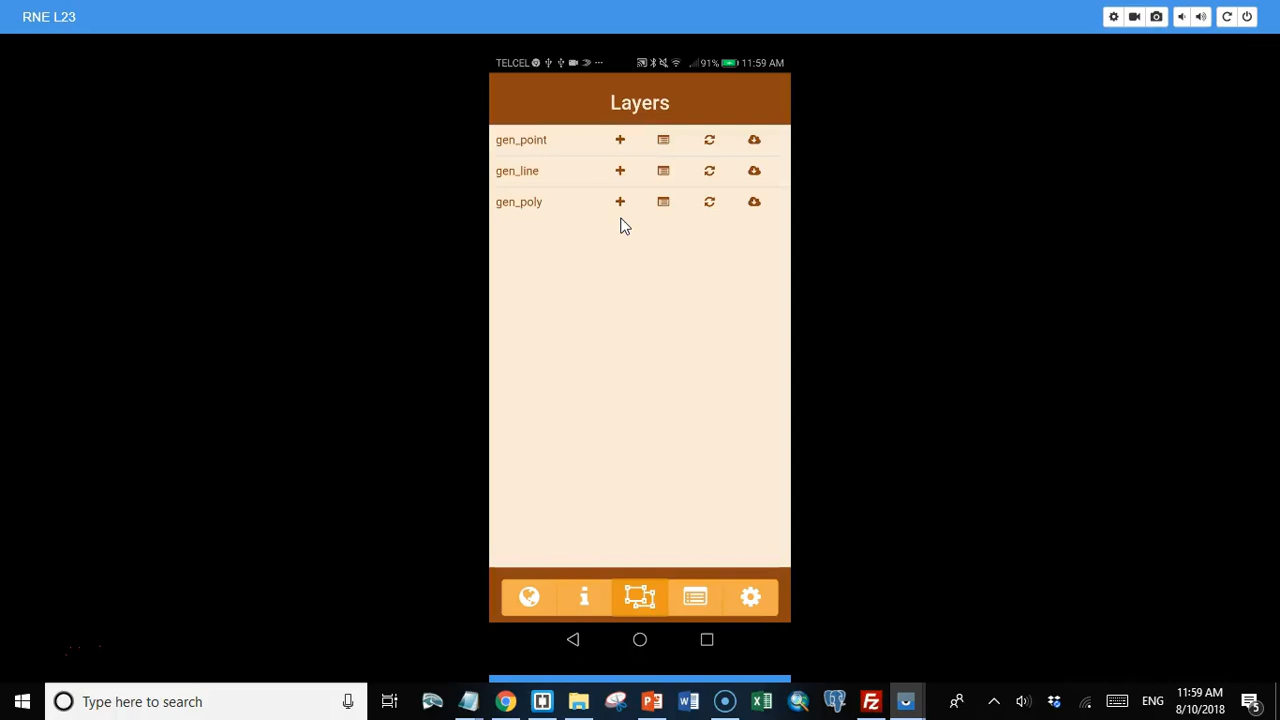 RNE L23
TELCEL ... 91% 11:59 AM
Layers
gen_point
gen_line
gen_poly
Type here to search
ENG
11:59 AM
8/10/2018
5